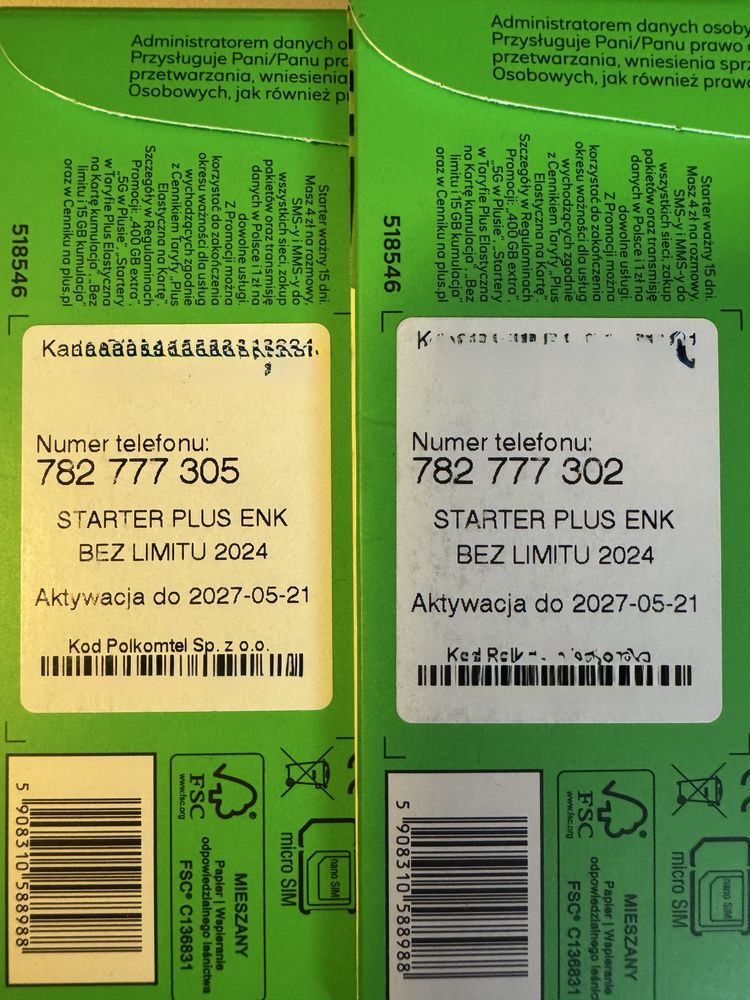 Administratorem danych o
Przysługuje Pani/Panu pra
przetwarzania, wniesienia
Osobowych, jak również p
Starter ważny 15 dni.
Masz 4 zł na rozmowy,
SMS-y i MMS-y do
wszystkich sieci, zakup
pakietów oraz transmisję
danych w Polsce i 1 zł na
dowolne usługi.
Z Promocji można
korzystać do zakończenia
okresu ważności dla usług
wychodzących zgodnie
z Cennikiem Taryfy „Plus
Elastyczna na Kartę”.
Szczegóły w Regulaminach
Promocji: „400 GB extra”,
„5G w Plusie”, „Startery
w Taryfie Plus Elastyczna
na Kartę kumulacja”, „Bez
limitu i 15 GB kumulacja”
oraz w Cenniku na plus.pl
518546
Numer telefonu:
782 777 305
STARTER PLUS ENK
BEZ LIMITU 2024
Aktywacja do 2027-05-21
Kod Polkomtel Sp. z o.o.
5 908310 588988
FSC
www.fsc.org
MIESZANY
Papier | Wspieranie
odpowiedzialnego leśnictwa
FSC® C136831
nano SIM
micro SIM
Administratorem danych osoby
Przysługuje Pani/Panu prawo
przetwarzania, wniesienia sprz
Osobowych, jak również prawo
Starter ważny 15 dni.
Masz 4 zł na rozmowy,
SMS-y i MMS-y do
wszystkich sieci, zakup
pakietów oraz transmisję
danych w Polsce i 1 zł na
dowolne usługi.
Z Promocji można
korzystać do zakończenia
okresu ważności dla usług
wychodzących zgodnie
z Cennikiem Taryfy „Plus
Elastyczna na Kartę”.
Szczegóły w Regulaminach
Promocji: „400 GB extra”,
„5G w Plusie”, „Startery
w Taryfie Plus Elastyczna
na Kartę kumulacja”, „Bez
limitu i 15 GB kumulacja”
oraz w Cenniku na plus.pl
518546
Numer telefonu:
782 777 302
STARTER PLUS ENK
BEZ LIMITU 2024
Aktywacja do 2027-05-21
5 908310 588988
FSC
www.fsc.org
MIESZANY
Papier | Wspieranie
odpowiedzialnego leśnic
FSC® C136831
nano SIM
micro SIM